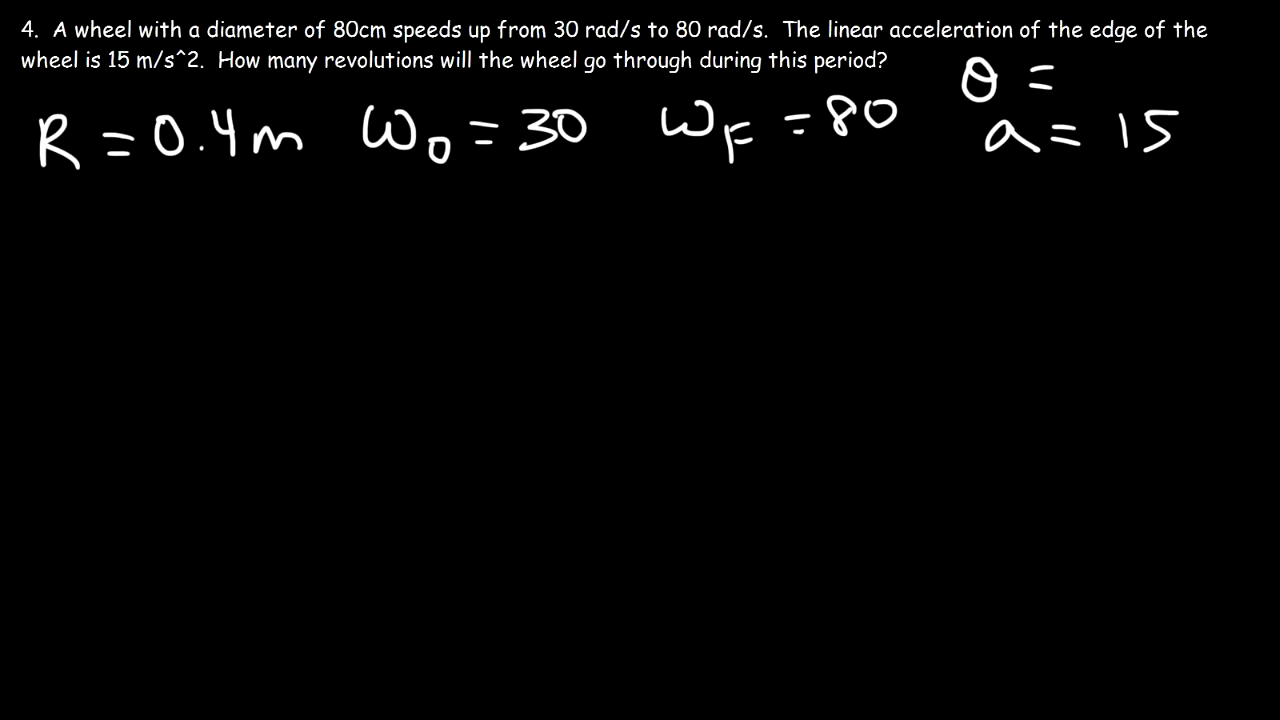 4. A wheel with a diameter of 80cm speeds up from 30 rad/s to 80 rad/s. The linear acceleration of the edge of the
wheel is 15 m/s^2. How many revolutions will the wheel go through during this period?
θ =
R = 0.4m ω₀ = 30 ω_F = 80 a = 15